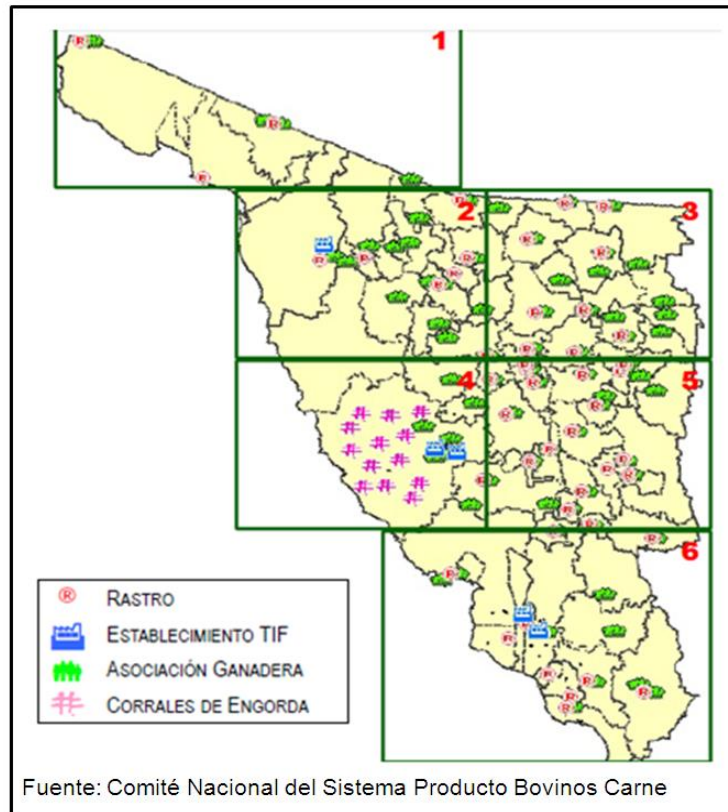 1
2
3
4
5
6
RASTRO
ESTABLECIMIENTO TIF
ASOCIACIÓN GANADERA
CORRALES DE ENGORDA
Fuente: Comité Nacional del Sistema Producto Bovinos Carne